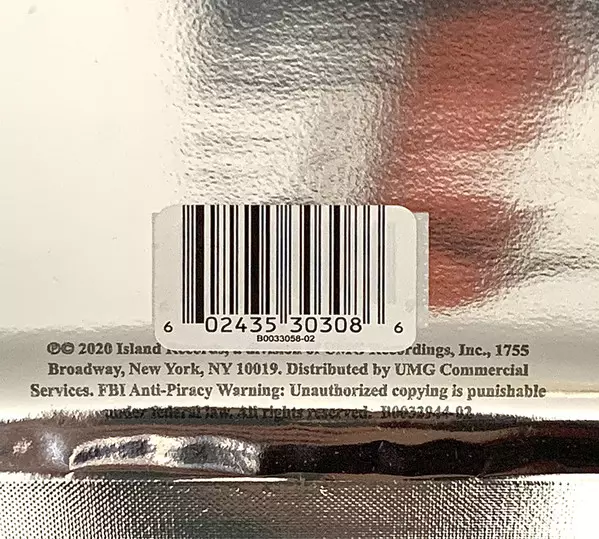 6 02435 30308 6
B0033058-02
℗© 2020 Island Records, a division of UMG Recordings, Inc., 1755
Broadway, New York, NY 10019. Distributed by UMG Commercial
Services. FBI Anti-Piracy Warning: Unauthorized copying is punishable
under federal law. All rights reserved. B0033944-02